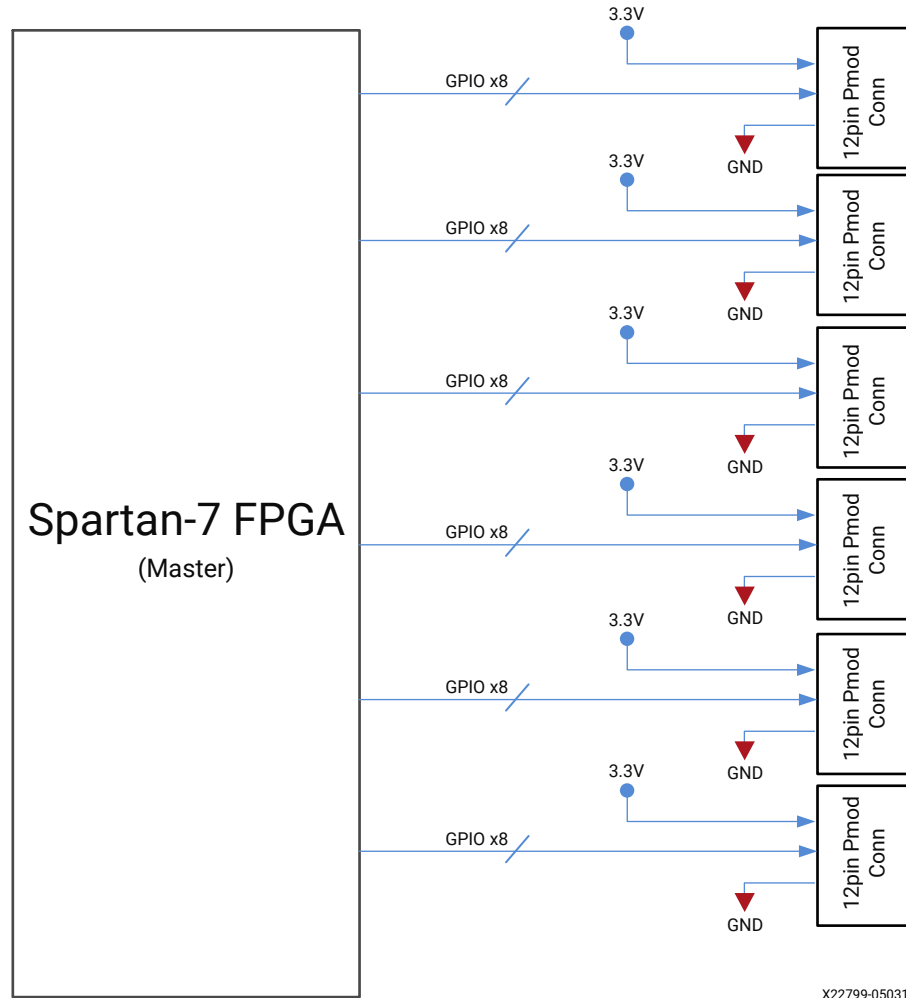 3.3V
GPIO x8
12pin Pmod
Conn
GND
3.3V
GPIO x8
12pin Pmod
Conn
GND
3.3V
GPIO x8
12pin Pmod
Conn
GND
Spartan-7 FPGA
(Master)
3.3V
GPIO x8
12pin Pmod
Conn
GND
3.3V
GPIO x8
12pin Pmod
Conn
GND
3.3V
GPIO x8
12pin Pmod
Conn
GND
X22799-05031